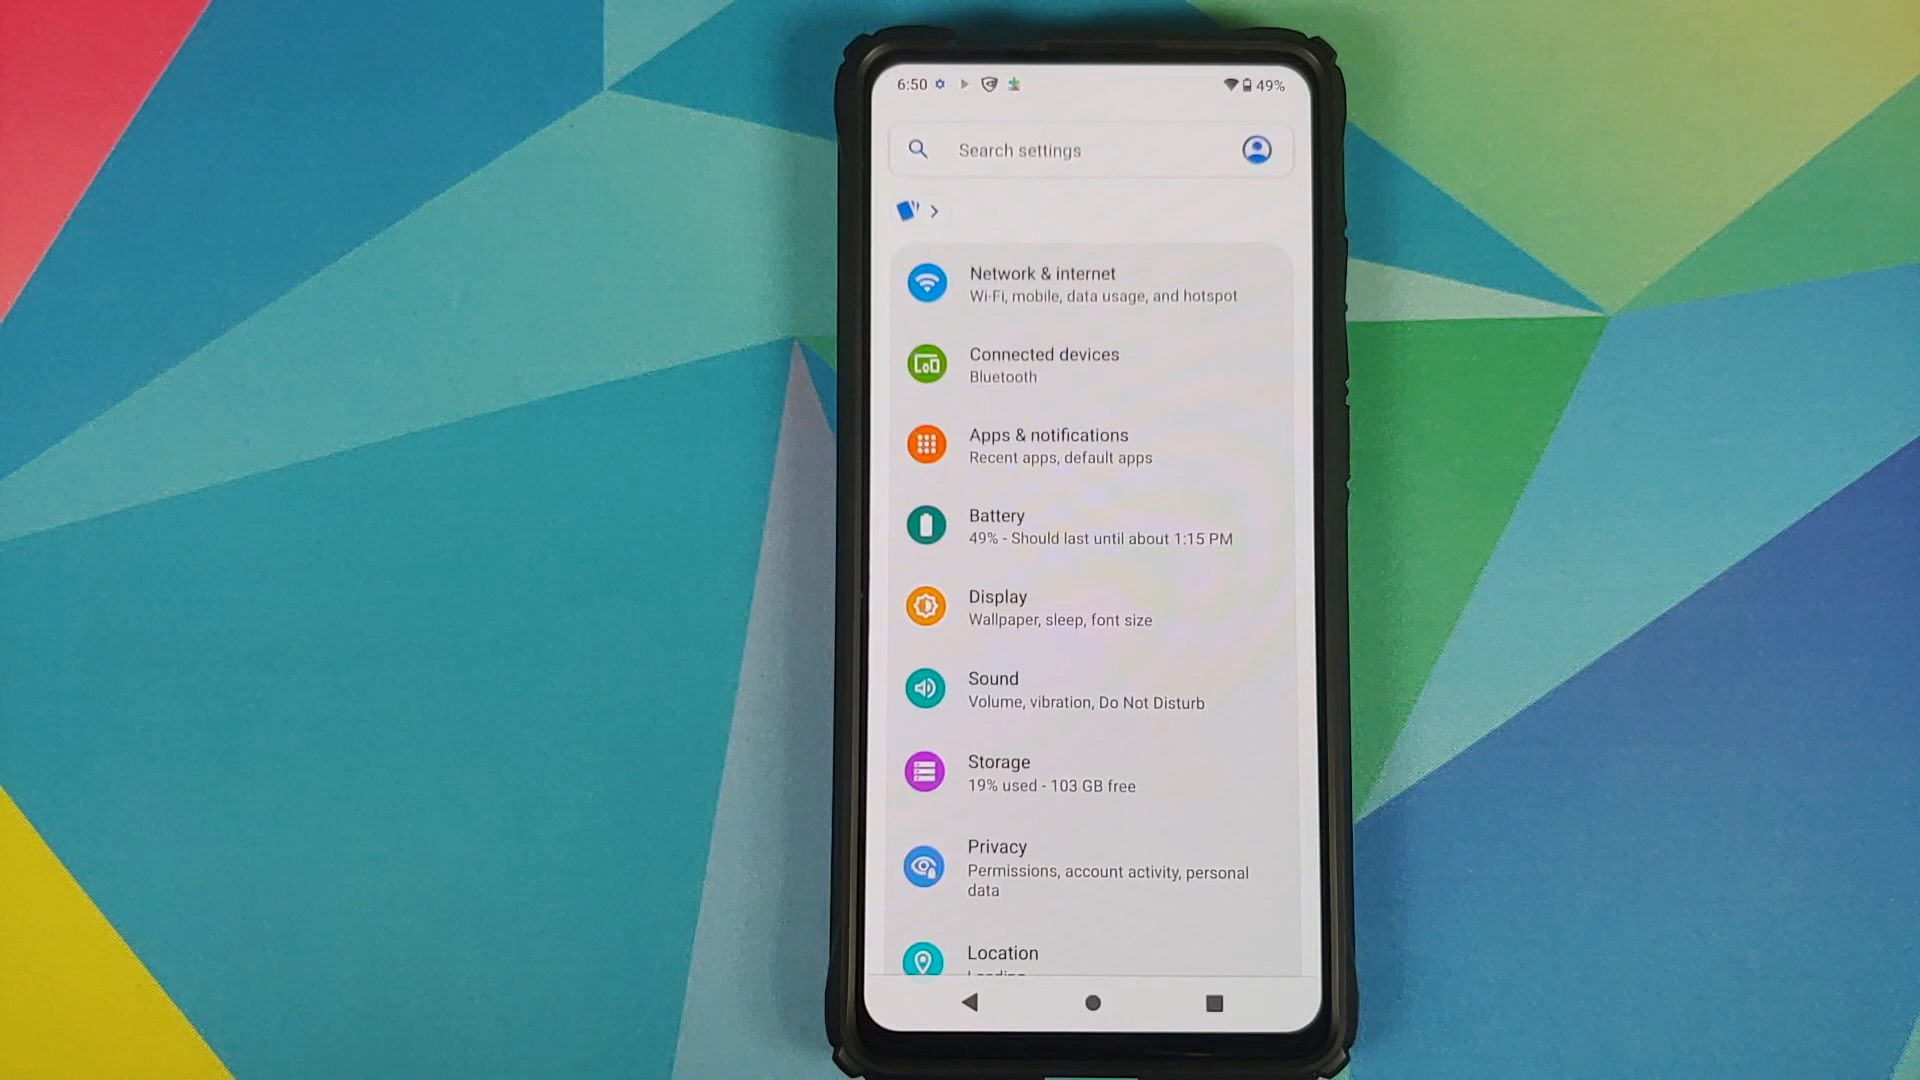 6:50
49%
Search settings
Network & internet
Wi-Fi, mobile, data usage, and hotspot
Connected devices
Bluetooth
Apps & notifications
Recent apps, default apps
Battery
49% - Should last until about 1:15 PM
Display
Wallpaper, sleep, font size
Sound
Volume, vibration, Do Not Disturb
Storage
19% used - 103 GB free
Privacy
Permissions, account activity, personal
data
Location